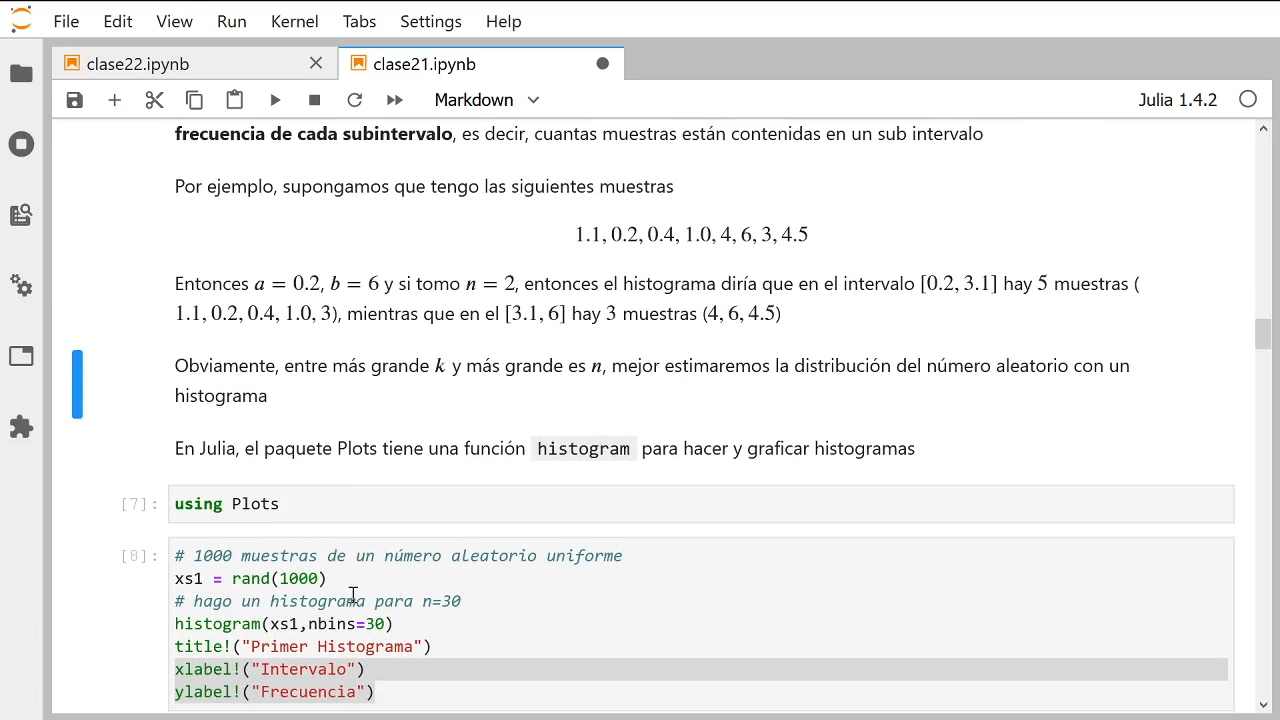 File Edit View Run Kernel Tabs Settings Help
clase22.ipynb clase21.ipynb
Markdown Julia 1.4.2
frecuencia de cada subintervalo, es decir, cuantas muestras están contenidas en un sub intervalo
Por ejemplo, supongamos que tengo las siguientes muestras
1.1, 0.2, 0.4, 1.0, 4, 6, 3, 4.5
Entonces a = 0.2, b = 6 y si tomo n = 2, entonces el histograma diría que en el intervalo [0.2, 3.1] hay 5 muestras (
1.1, 0.2, 0.4, 1.0, 3), mientras que en el [3.1, 6] hay 3 muestras (4, 6, 4.5)
Obviamente, entre más grande k y más grande es n, mejor estimaremos la distribución del número aleatorio con un
histograma
En Julia, el paquete Plots tiene una función histogram para hacer y graficar histogramas
[7]: using Plots
[8]: # 1000 muestras de un número aleatorio uniforme
xs1 = rand(1000)
# hago un histograma para n=30
histogram(xs1,nbins=30)
title!("Primer Histograma")
xlabel!("Intervalo")
ylabel!("Frecuencia")